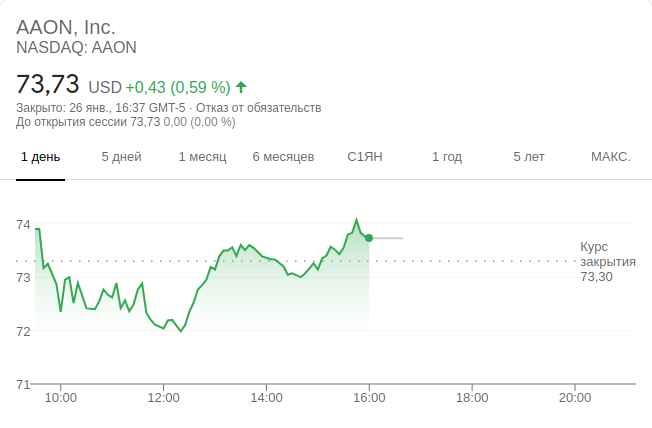 AAON, Inc.
NASDAQ: AAON
73,73 USD +0,43 (0,59 %)
Закрыто: 26 янв., 16:37 GMT-5 · Отказ от обязательств
До открытия сессии 73,73 0,00 (0,00 %)
1 день 5 дней 1 месяц 6 месяцев С1ЯН 1 год 5 лет МАКС.
74
Курс
закрытия
73,30
73
72
71
10:00 12:00 14:00 16:00 18:00 20:00